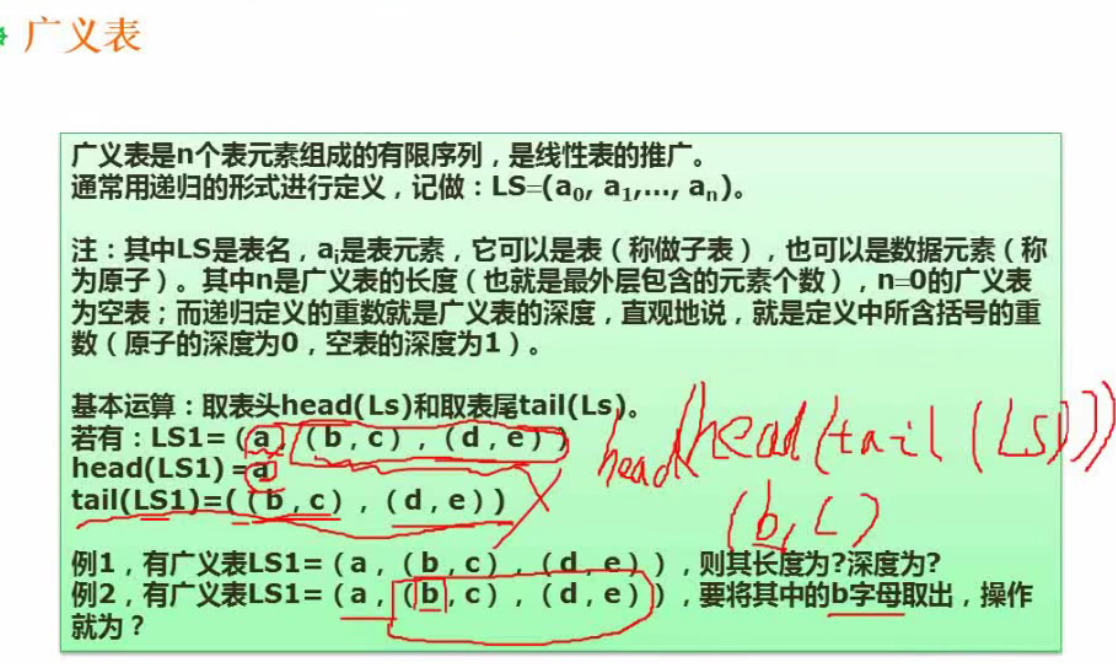 广义表
广义表是n个表元素组成的有限序列，是线性表的推广。
通常用递归的形式进行定义，记做：LS=(a₀, a₁,..., aₙ)。
注：其中LS是表名，aᵢ是表元素，它可以是表（称做子表），也可以是数据元素（称
为原子）。其中n是广义表的长度（也就是最外层包含的元素个数），n=0的广义表
为空表；而递归定义的重数就是广义表的深度，直观地说，就是定义中所含括号的重
数（原子的深度为0，空表的深度为1）。
基本运算：取表头head(Ls)和取表尾tail(Ls)。
若有：LS1=（a，（b，c），（d，e））
head(LS1)=a
tail(LS1)=(（b，c），（d，e）)
head(head(tail(LS)))
(b, c)
例1，有广义表LS1=（a，（b，c），（d，e）），则其长度为?深度为?
例2，有广义表LS1=（a，（b，c），（d，e）），要将其中的b字母取出，操作
就为？